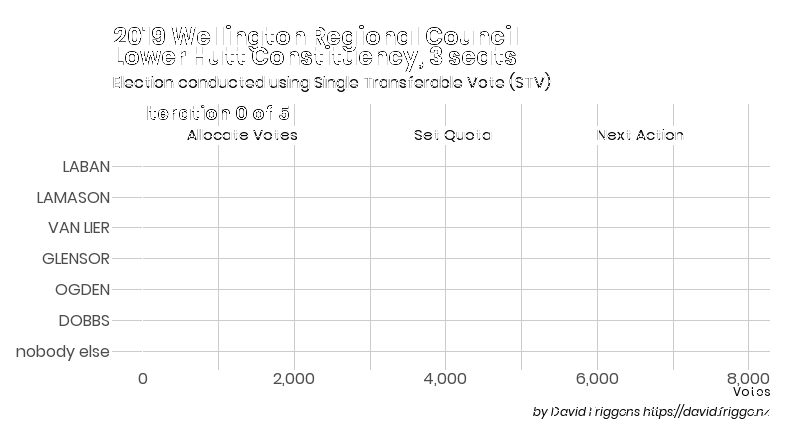 2019 Wellington Regional Council
Lower Hutt Constituency, 3 seats
Election conducted using Single Transferable Vote (STV)
Iteration 0 of 5
Allocate Votes Set Quota Next Action
LABAN
LAMASON
VAN LIER
GLENSOR
OGDEN
DOBBS
nobody else
0 2,000 4,000 6,000 8,000
Votes
by David Friggens